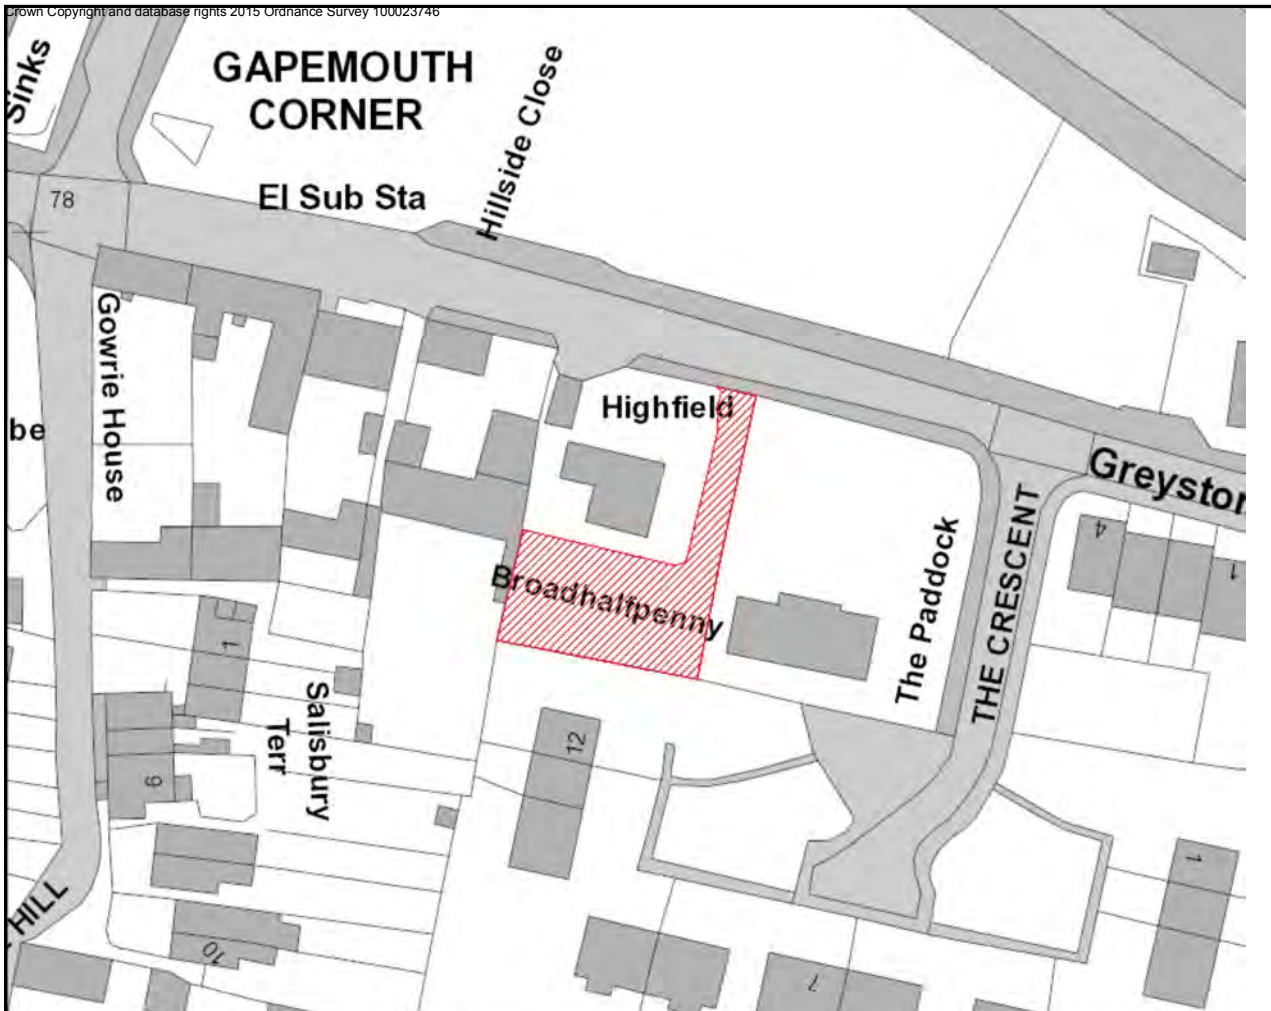 Crown Copyright and database rights 2015 Ordnance Survey 100023746
Sinks
GAPEMOUTH
CORNER
Hillside Close
El Sub Sta
78
Gowrie House
be
Highfield
Greyston
4
1
THE CRESCENT
The Paddock
Broadhalfpenny
1
Salisbury
Terr
12
6
HILL
10
7
1